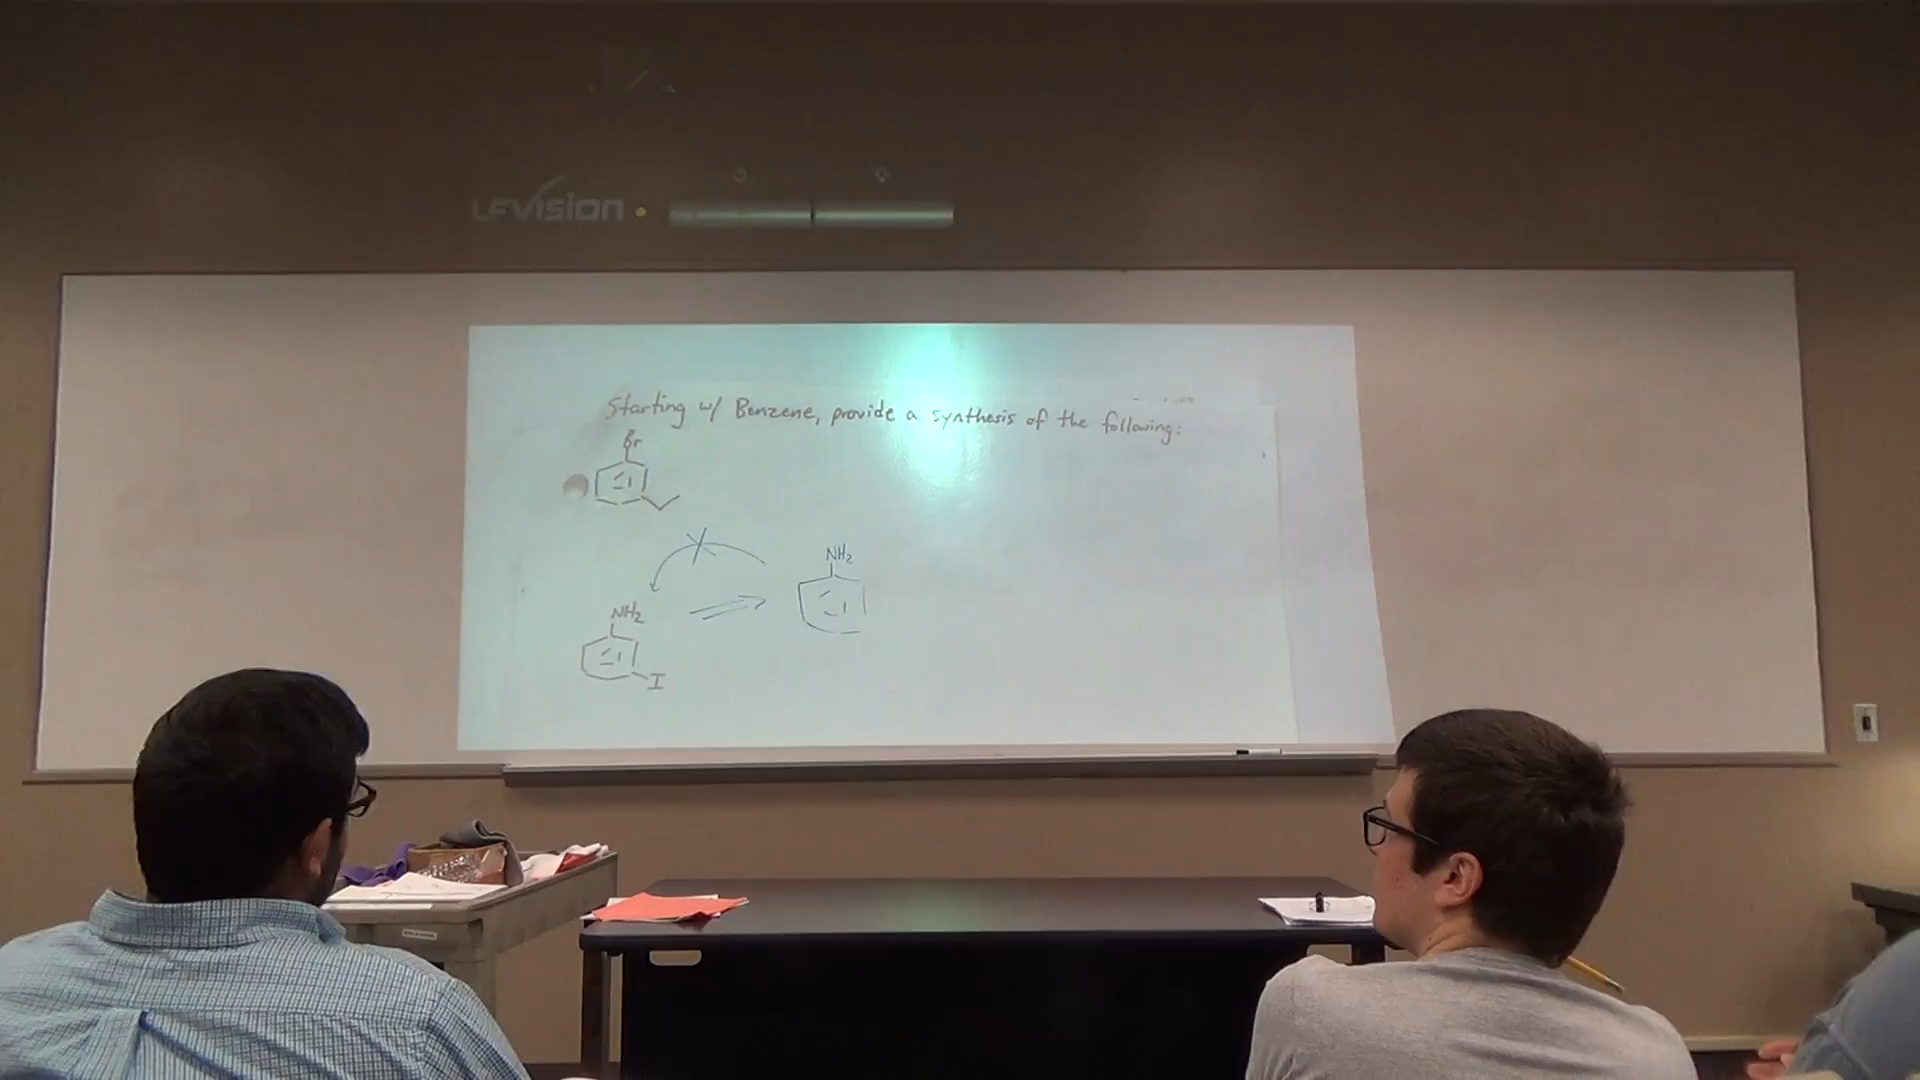 LFVision
Starting w/ Benzene, provide a synthesis of the following:
Br
NH₂
NH₂
I